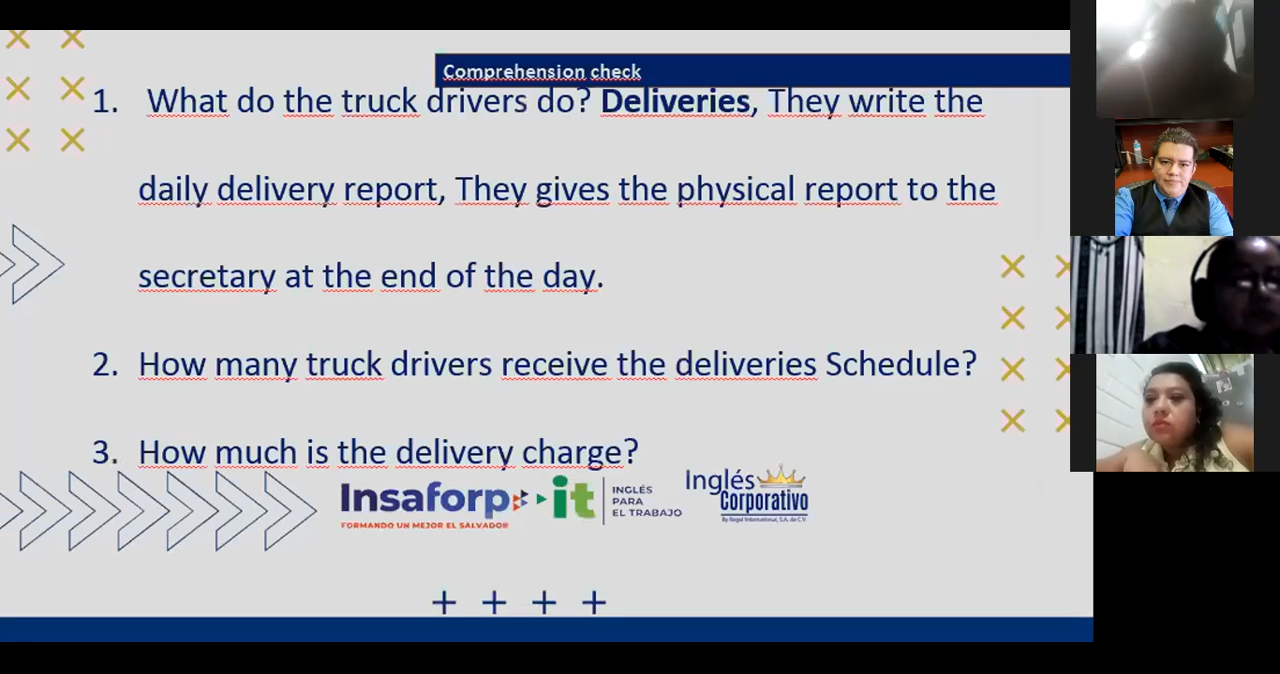 Comprehension check
1. What do the truck drivers do? Deliveries, They write the
daily delivery report, They gives the physical report to the
secretary at the end of the day.
2. How many truck drivers receive the deliveries Schedule?
3. How much is the delivery charge?
Insaforp it
FORMANDO UN MEJOR EL SALVADOR
INGLÉS
PARA
EL TRABAJO
Inglés
Corporativo
By Regal International, S.A. de C.V.